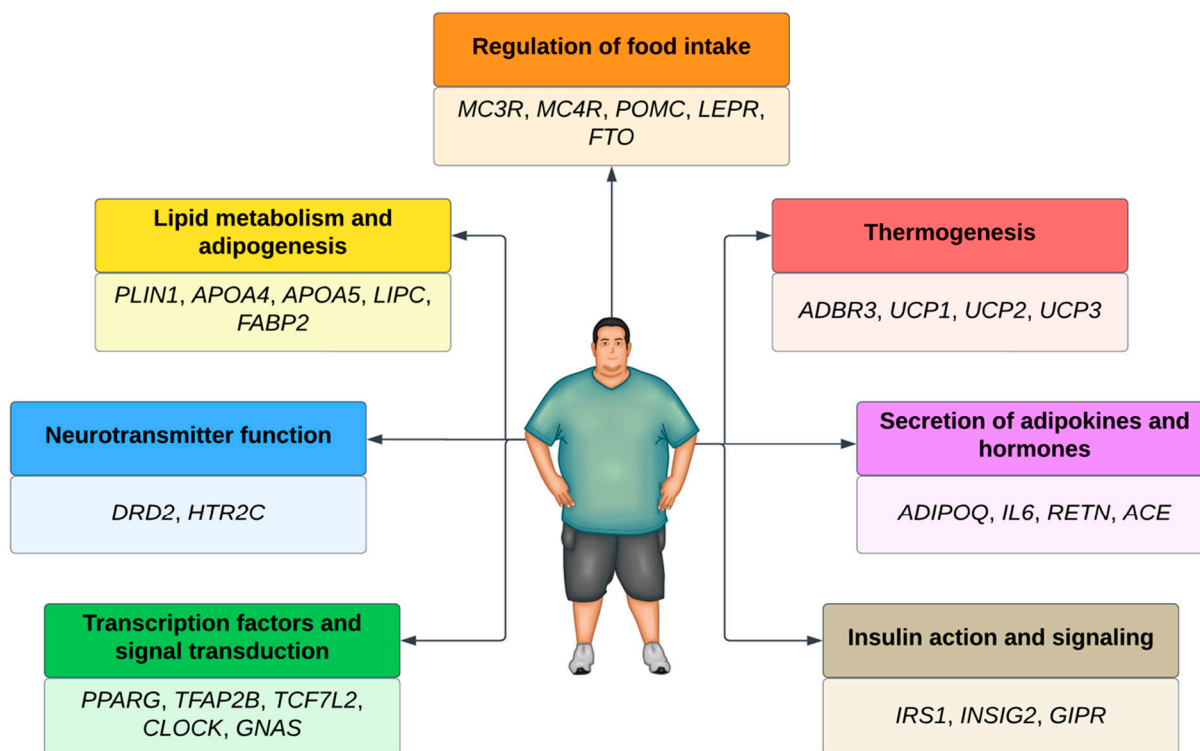 Regulation of food intake
MC3R, MC4R, POMC, LEPR,
FTO
Lipid metabolism and
adipogenesis
PLIN1, APOA4, APOA5, LIPC,
FABP2
Thermogenesis
ADBR3, UCP1, UCP2, UCP3
Neurotransmitter function
DRD2, HTR2C
Secretion of adipokines and
hormones
ADIPOQ, IL6, RETN, ACE
Transcription factors and
signal transduction
PPARG, TFAP2B, TCF7L2,
CLOCK, GNAS
Insulin action and signaling
IRS1, INSIG2, GIPR